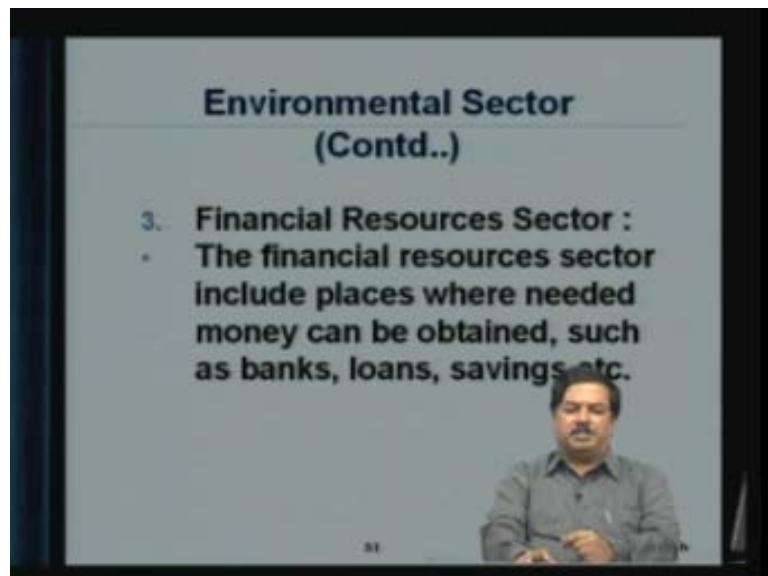 Environmental Sector
(Contd..)
3. Financial Resources Sector :
• The financial resources sector
include places where needed
money can be obtained, such
as banks, loans, savings etc.